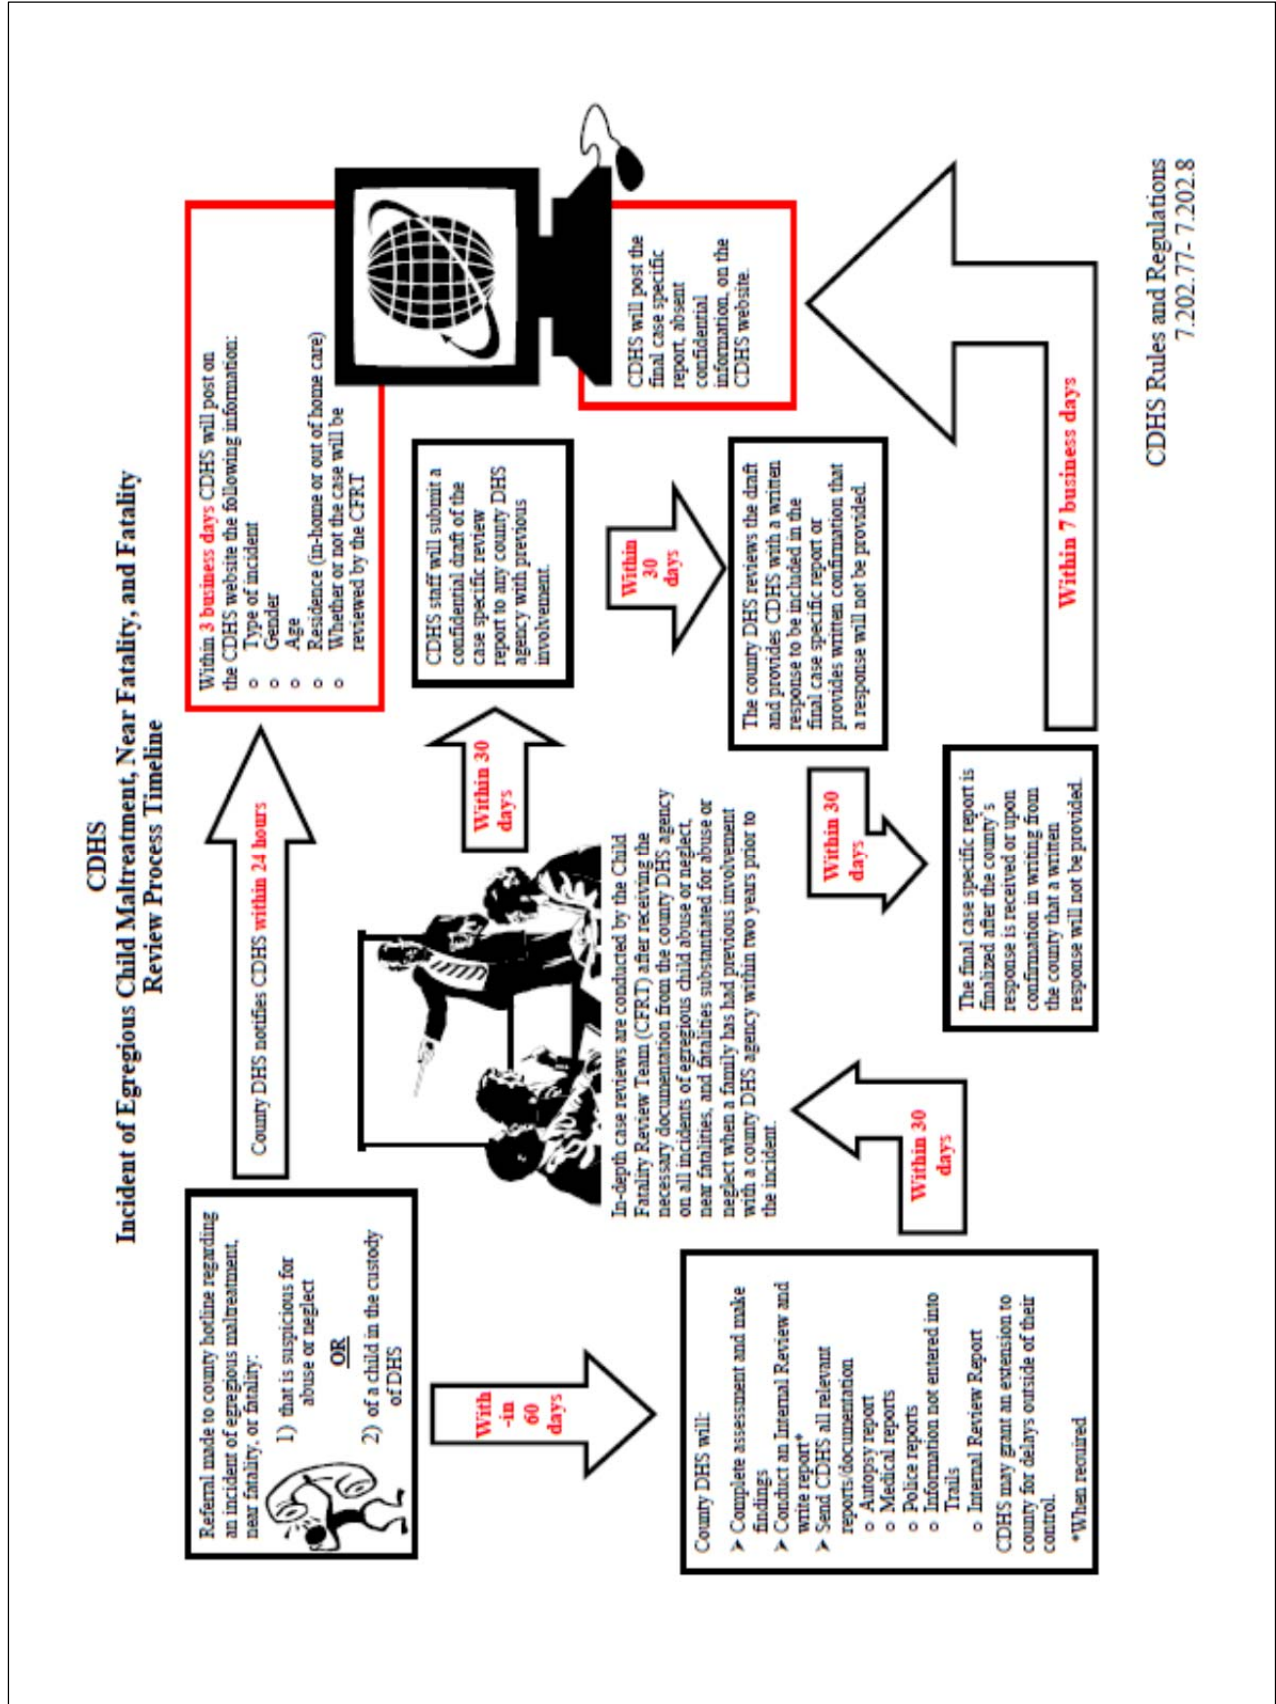 CDHS
Incident of Egregious Child Maltreatment, Near Fatality, and Fatality
Review Process Timeline
Referral made to county hotline regarding
an incident of egregious maltreatment,
near fatality, or fatality:
1) that is suspicious for
abuse or neglect
OR
2) of a child in the custody
of DHS
County DHS notifies CDHS within 24 hours
Within 3 business days CDHS will post on
the CDHS website the following information:
o Type of incident
o Gender
o Age
o Residence (in-home or out of home care)
o Whether or not the case will be
reviewed by the CFRT
With
-in
60
days
County DHS will:
➤ Complete assessment and make
findings
➤ Conduct an Internal Review and
write report*
➤ Send CDHS all relevant
reports/documentation
o Autopsy report
o Medical reports
o Police reports
o Information not entered into
Trails
o Internal Review Report
CDHS may grant an extension to
county for delays outside of their
control.
*When required
Within 30
days
In-depth case reviews are conducted by the Child
Fatality Review Team (CFRT) after receiving the
necessary documentation from the county DHS agency
on all incidents of egregious child abuse or neglect,
near fatalities, and fatalities substantiated for abuse or
neglect when a family has had previous involvement
with a county DHS agency within two years prior to
the incident.
Within 30
days
CDHS staff will submit a
confidential draft of the
case specific review
report to any county DHS
agency with previous
involvement.
Within
30
days
The county DHS reviews the draft
and provides CDHS with a written
response to be included in the
final case specific report or
provides written confirmation that
a response will not be provided.
Within 30
days
The final case specific report is
finalized after the county's
response is received or upon
confirmation in writing from
the county that a written
response will not be provided.
Within 7 business days
CDHS will post the
final case specific
report, absent
confidential
information, on the
CDHS website.
CDHS Rules and Regulations
7.202.77- 7.202.8